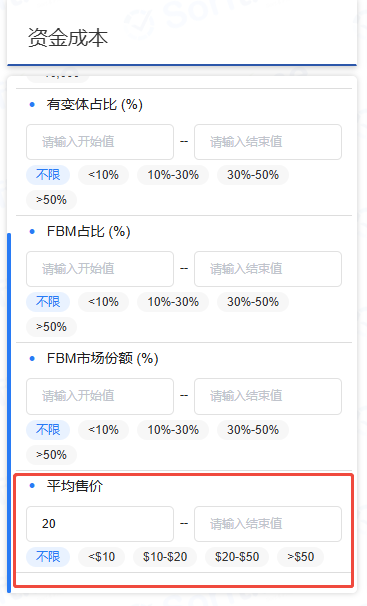 资金成本
有变体占比 (%)
请输入开始值 -- 请输入结束值
不限 <10% 10%-30% 30%-50%
>50%
FBM占比 (%)
请输入开始值 -- 请输入结束值
不限 <10% 10%-30% 30%-50%
>50%
FBM市场份额 (%)
请输入开始值 -- 请输入结束值
不限 <10% 10%-30% 30%-50%
>50%
平均售价
20 -- 请输入结束值
不限 <$10 $10-$20 $20-$50 >$50